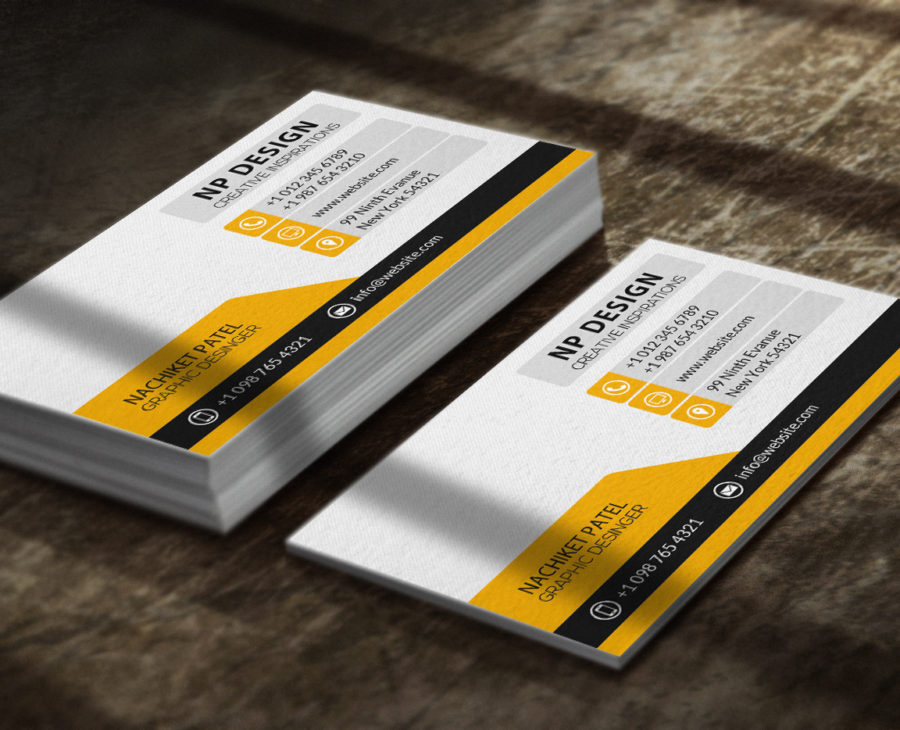 NP DESIGN
CREATIVE INSPIRATIONS
+1 012 345 6789
+1 987 654 3210
www.website.com
99 Ninth Evanue
New York 54321
NACHIKET PATEL
GRAPHIC DESINGER
+1 098 765 4321
info@website.com
NP DESIGN
CREATIVE INSPIRATIONS
+1 012 345 6789
+1 987 654 3210
www.website.com
99 Ninth Evanue
New York 54321
NACHIKET PATEL
GRAPHIC DESINGER
+1 098 765 4321
info@website.com